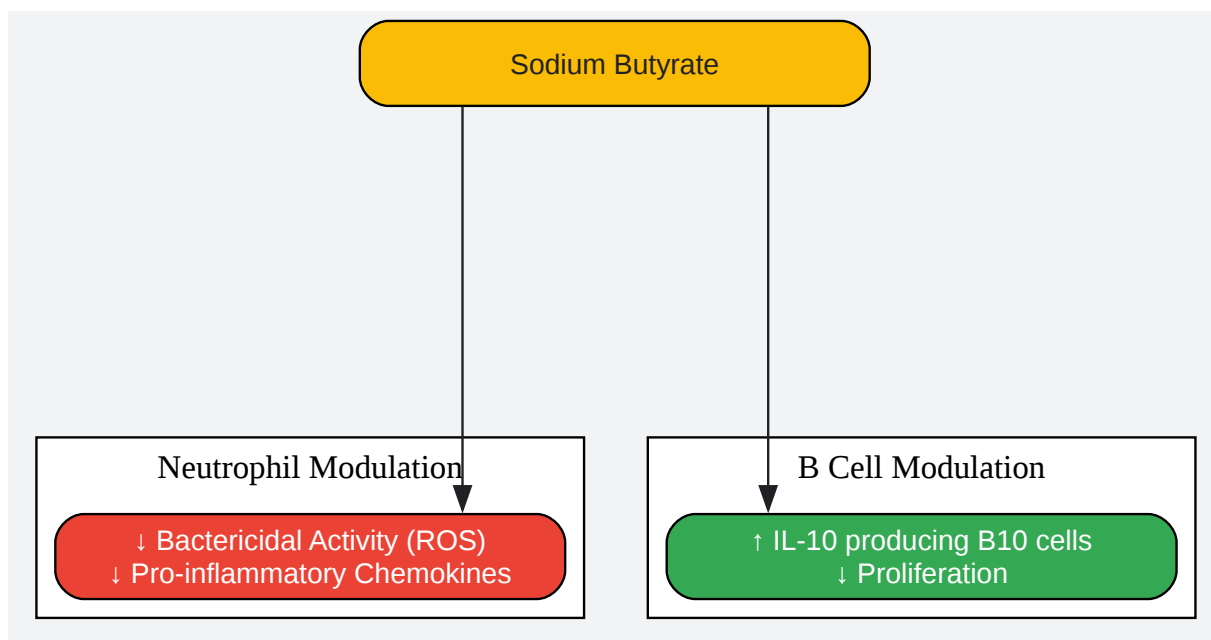 Sodium Butyrate
Neutrophil Modulation
↓ Bactericidal Activity (ROS)
↓ Pro-inflammatory Chemokines
B Cell Modulation
↑ IL-10 producing B10 cells
↓ Proliferation